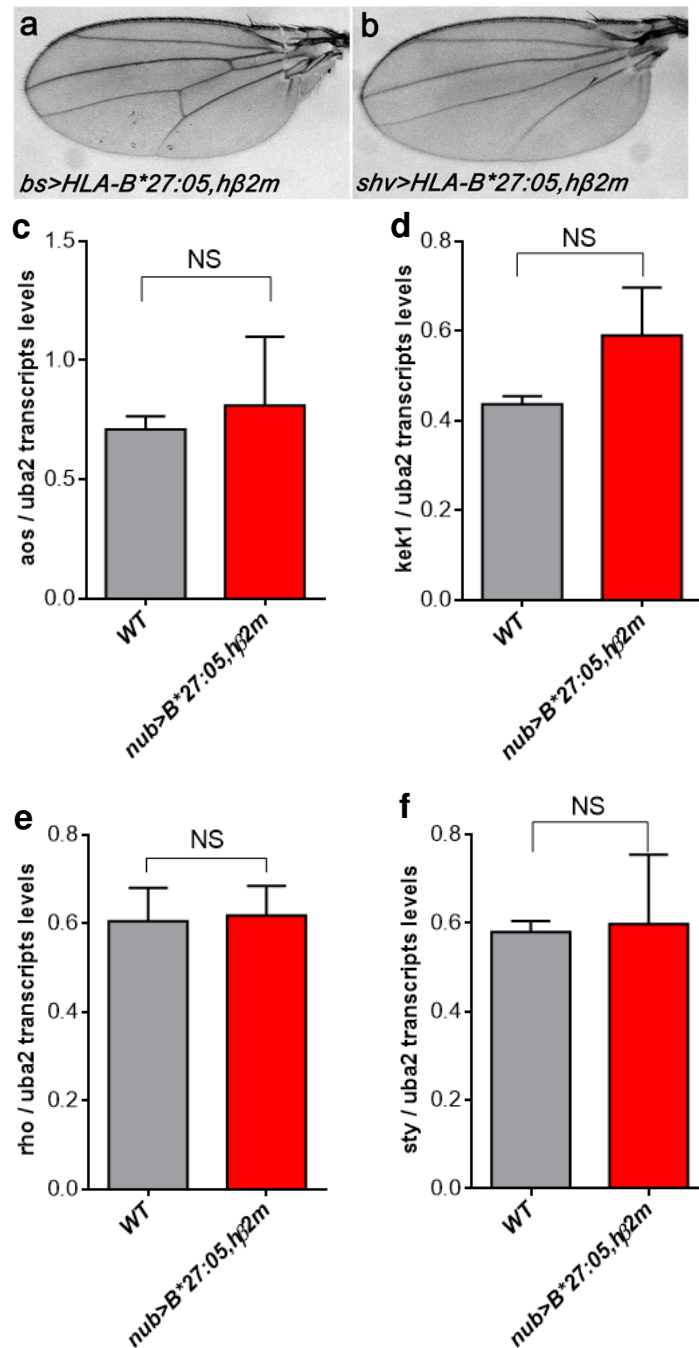 a
bs>HLA-B*27:05,hβ2m
b
shv>HLA-B*27:05,hβ2m
c
aos / uba2 transcripts levels
1.5
1.0
0.5
0.0
NS
WT
nub>B*27:05,hβ2m
d
kek1 / uba2 transcripts levels
0.8
0.6
0.4
0.2
0.0
NS
WT
nub>B*27:05,hβ2m
e
rho / uba2 transcripts levels
0.8
0.6
0.4
0.2
0.0
NS
WT
nub>B*27:05,hβ2m
f
sty / uba2 transcripts levels
0.8
0.6
0.4
0.2
0.0
NS
WT
nub>B*27:05,hβ2m